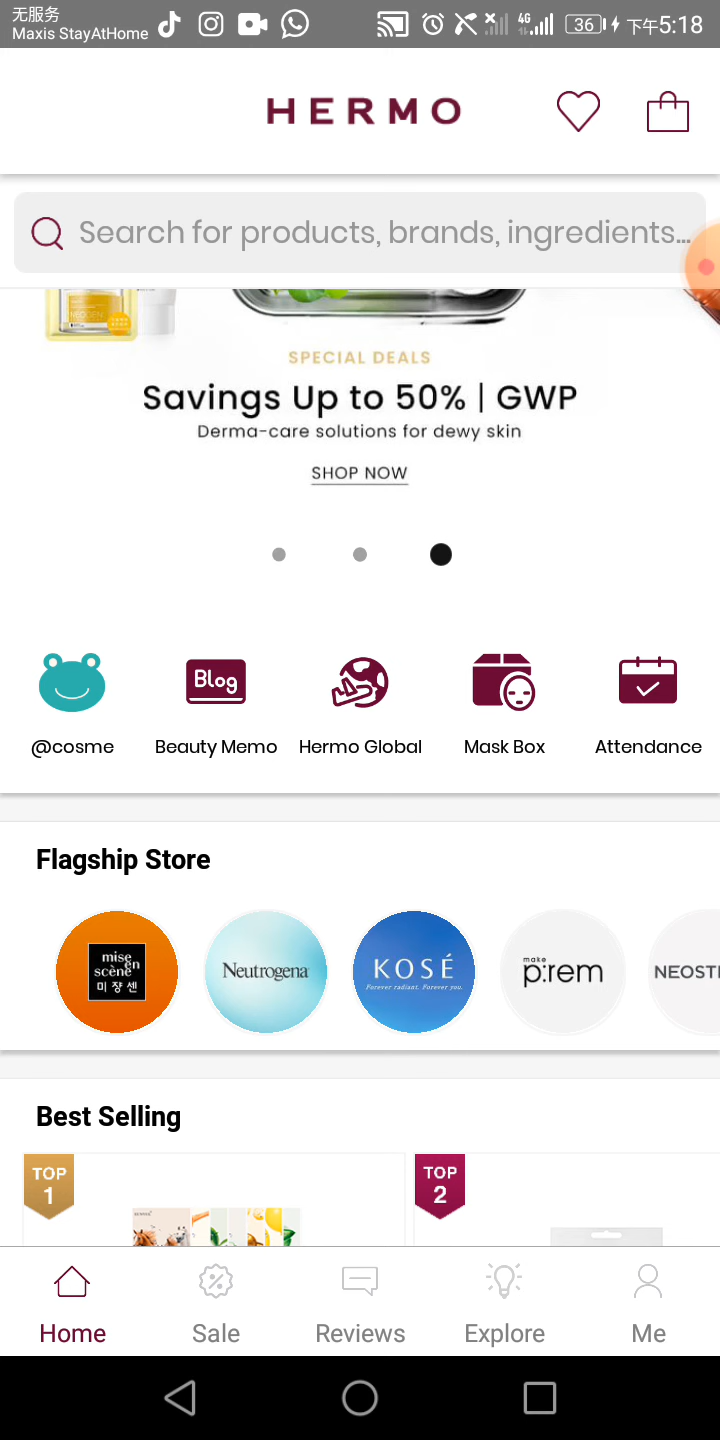 无服务
Maxis StayAtHome
4G
36
下午5:18
HERMO
Search for products, brands, ingredients...
NEOGEN
SPECIAL DEALS
Savings Up to 50% | GWP
Derma-care solutions for dewy skin
SHOP NOW
Blog
@cosme
Beauty Memo
Hermo Global
Mask Box
Attendance
Flagship Store
mise
en
scène
미쟝센
Neutrogena
KOSÉ
Forever radiant. Forever you.
make
p:rem
NEOSTR
Best Selling
TOP
1
TOP
2
Home
Sale
Reviews
Explore
Me